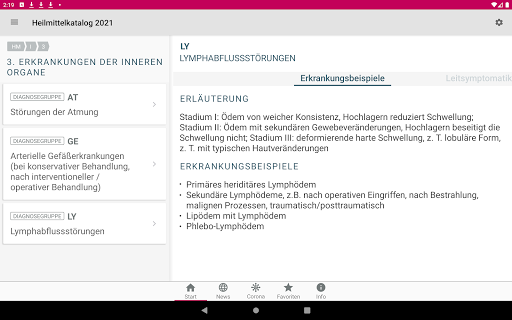 2:19
Heilmittelkatalog 2021
HM I 3
3. ERKRANKUNGEN DER INNEREN
ORGANE
DIAGNOSEGRUPPE AT
Störungen der Atmung
DIAGNOSEGRUPPE GE
Arterielle Gefäßerkrankungen
(bei konservativer Behandlung,
nach interventioneller /
operativer Behandlung)
DIAGNOSEGRUPPE LY
Lymphabflussstörungen
LY
LYMPHABFLUSSSTÖRUNGEN
Erkrankungsbeispiele
Leitsymptomatik
ERLÄUTERUNG
Stadium I: Ödem von weicher Konsistenz, Hochlagern reduziert Schwellung;
Stadium II: Ödem mit sekundären Gewebeveränderungen, Hochlagern beseitigt die
Schwellung nicht; Stadium III: deformierende harte Schwellung, z. T. lobuläre Form,
z. T. mit typischen Hautveränderungen
ERKRANKUNGSBEISPIELE
• Primäres heriditäres Lymphödem
• Sekundäre Lymphödeme, z.B. nach operativen Eingriffen, nach Bestrahlung,
malignen Prozessen, traumatisch/posttraumatisch
• Lipödem mit Lymphödem
• Phlebo-Lymphödem
Start
News
Corona
Favoriten
Info